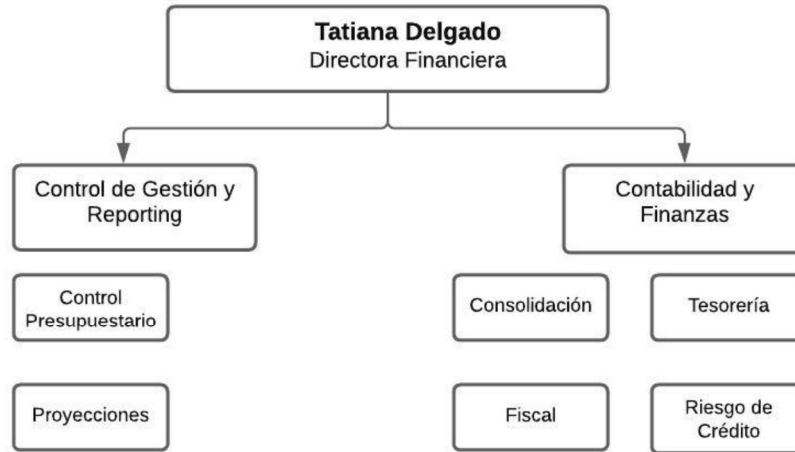 Tatiana Delgado
Directora Financiera
Control de Gestión y
Reporting
Contabilidad y
Finanzas
Control
Presupuestario
Consolidación
Tesorería
Proyecciones
Fiscal
Riesgo de
Crédito